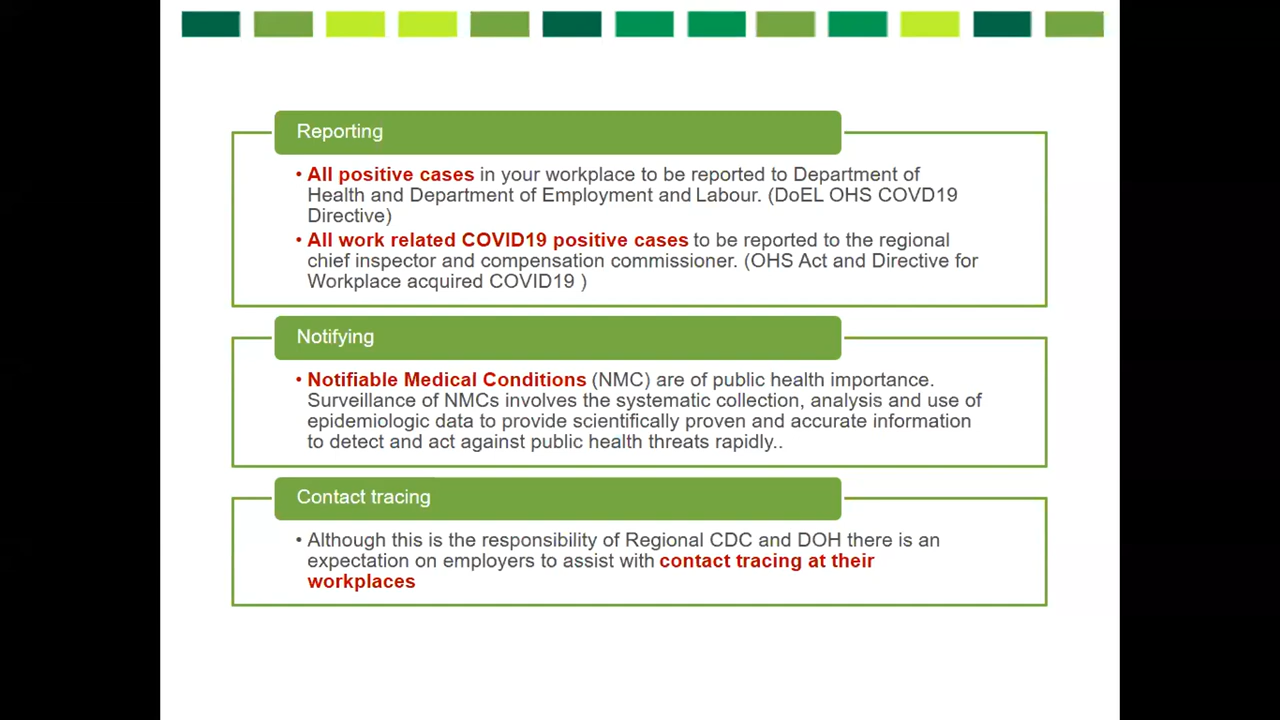 Reporting
• All positive cases in your workplace to be reported to Department of
Health and Department of Employment and Labour. (DoEL OHS COVD19
Directive)
• All work related COVID19 positive cases to be reported to the regional
chief inspector and compensation commissioner. (OHS Act and Directive for
Workplace acquired COVID19 )
Notifying
• Notifiable Medical Conditions (NMC) are of public health importance.
Surveillance of NMCs involves the systematic collection, analysis and use of
epidemiologic data to provide scientifically proven and accurate information
to detect and act against public health threats rapidly..
Contact tracing
• Although this is the responsibility of Regional CDC and DOH there is an
expectation on employers to assist with contact tracing at their
workplaces